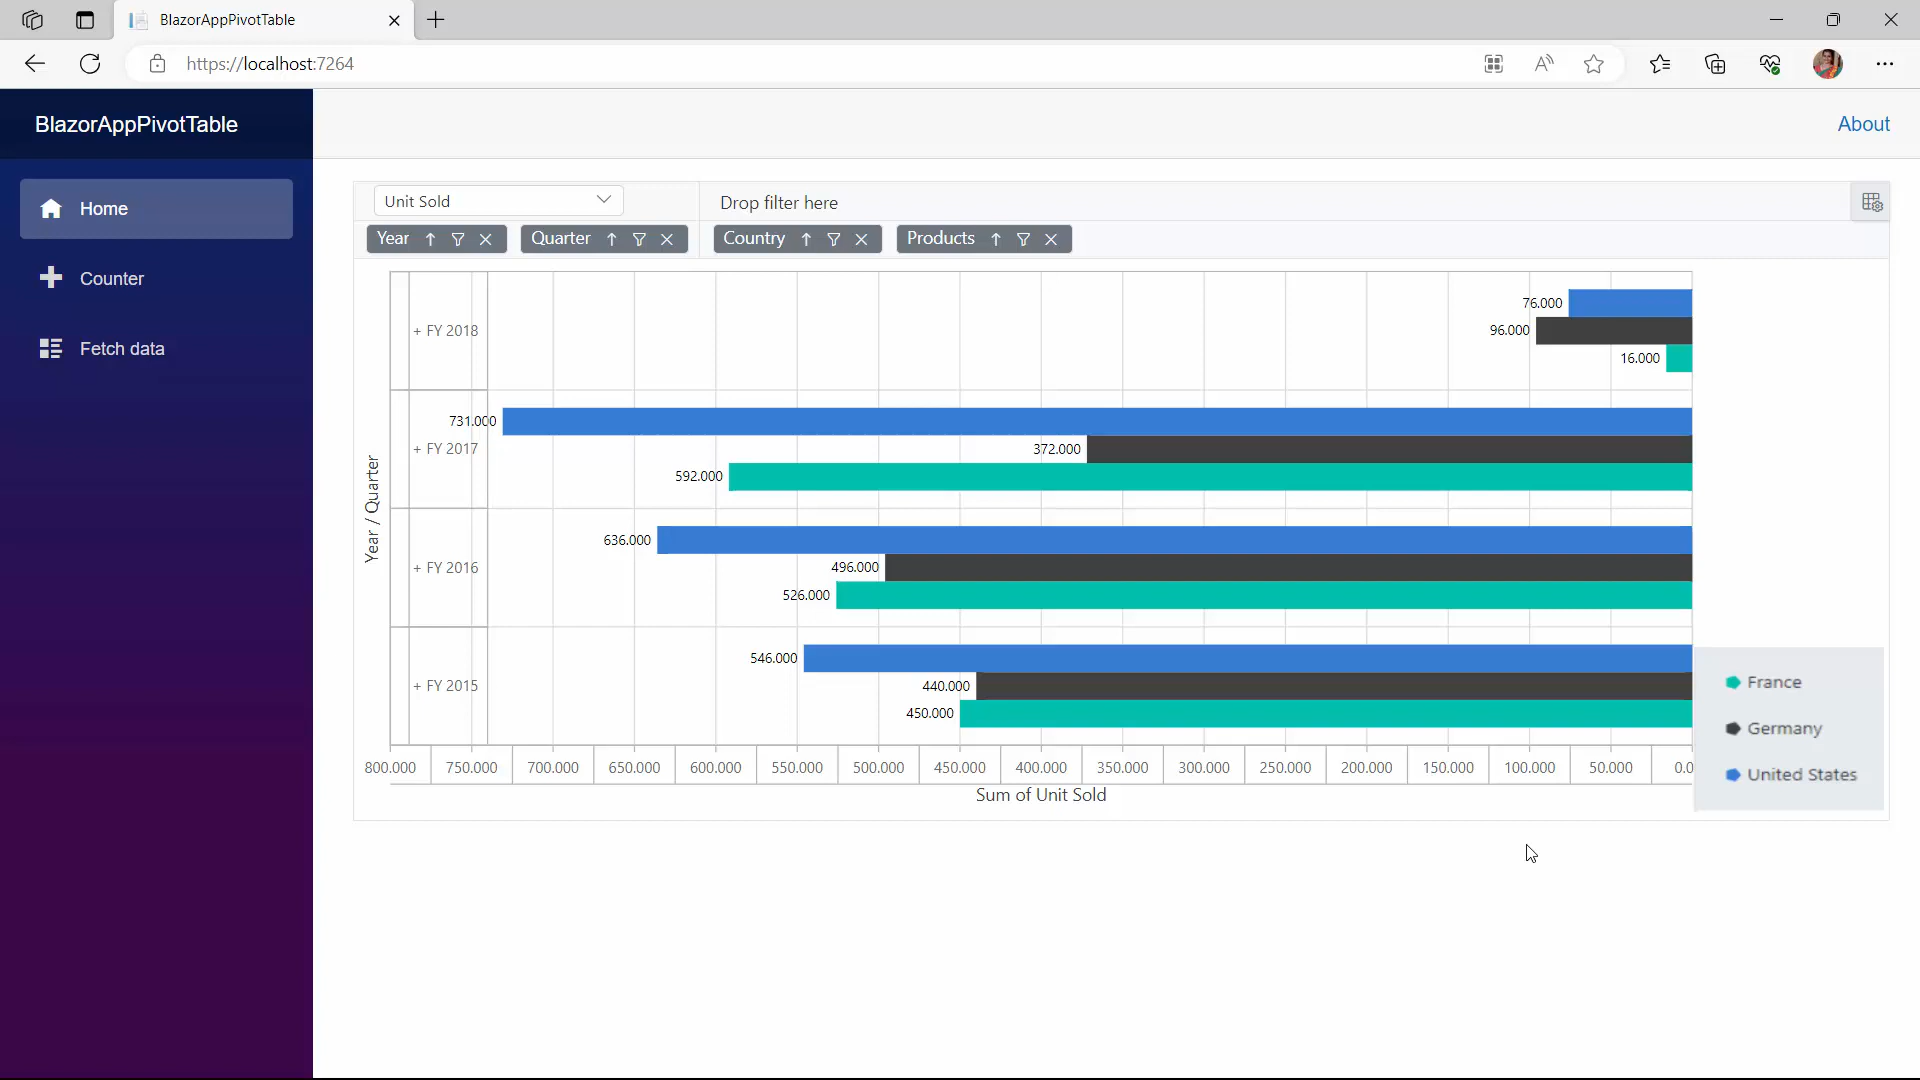 BlazorAppPivotTable
https://localhost:7264
BlazorAppPivotTable
About
Home
Counter
Fetch data
Unit Sold
Drop filter here
Year
Quarter
Country
Products
76.000
+ FY 2018
96.000
16.000
731.000
+ FY 2017
372.000
592.000
636.000
+ FY 2016
496.000
526.000
546.000
+ FY 2015
440.000
450.000
Year / Quarter
France
Germany
United States
800.000 750.000 700.000 650.000 600.000 550.000 500.000 450.000 400.000 350.000 300.000 250.000 200.000 150.000 100.000 50.000 0.0
Sum of Unit Sold